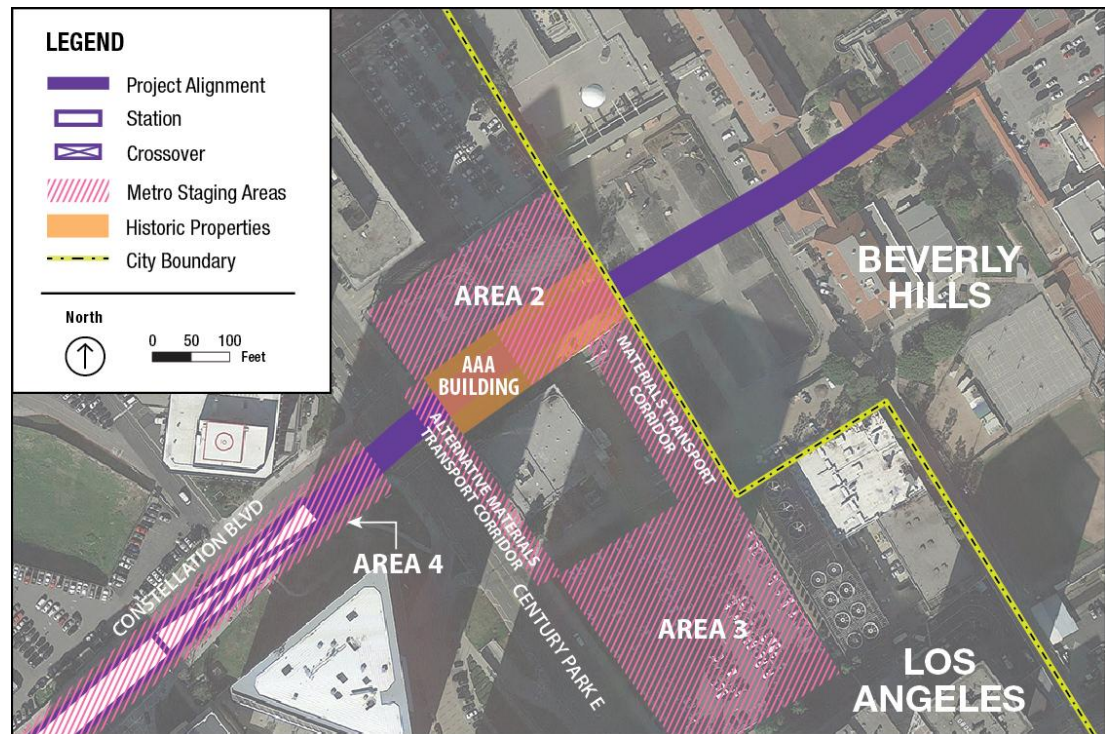 LEGEND
Project Alignment
Station
Crossover
Metro Staging Areas
Historic Properties
City Boundary
North
0 50 100
Feet
AREA 2
BEVERLY
HILLS
AAA
BUILDING
MATERIALS TRANSPORT
CORRIDOR
ALTERNATIVE MATERIALS
TRANSPORT CORRIDOR
CONSTELLATION BLVD
AREA 4
CENTURY PARK E
AREA 3
LOS
ANGELES